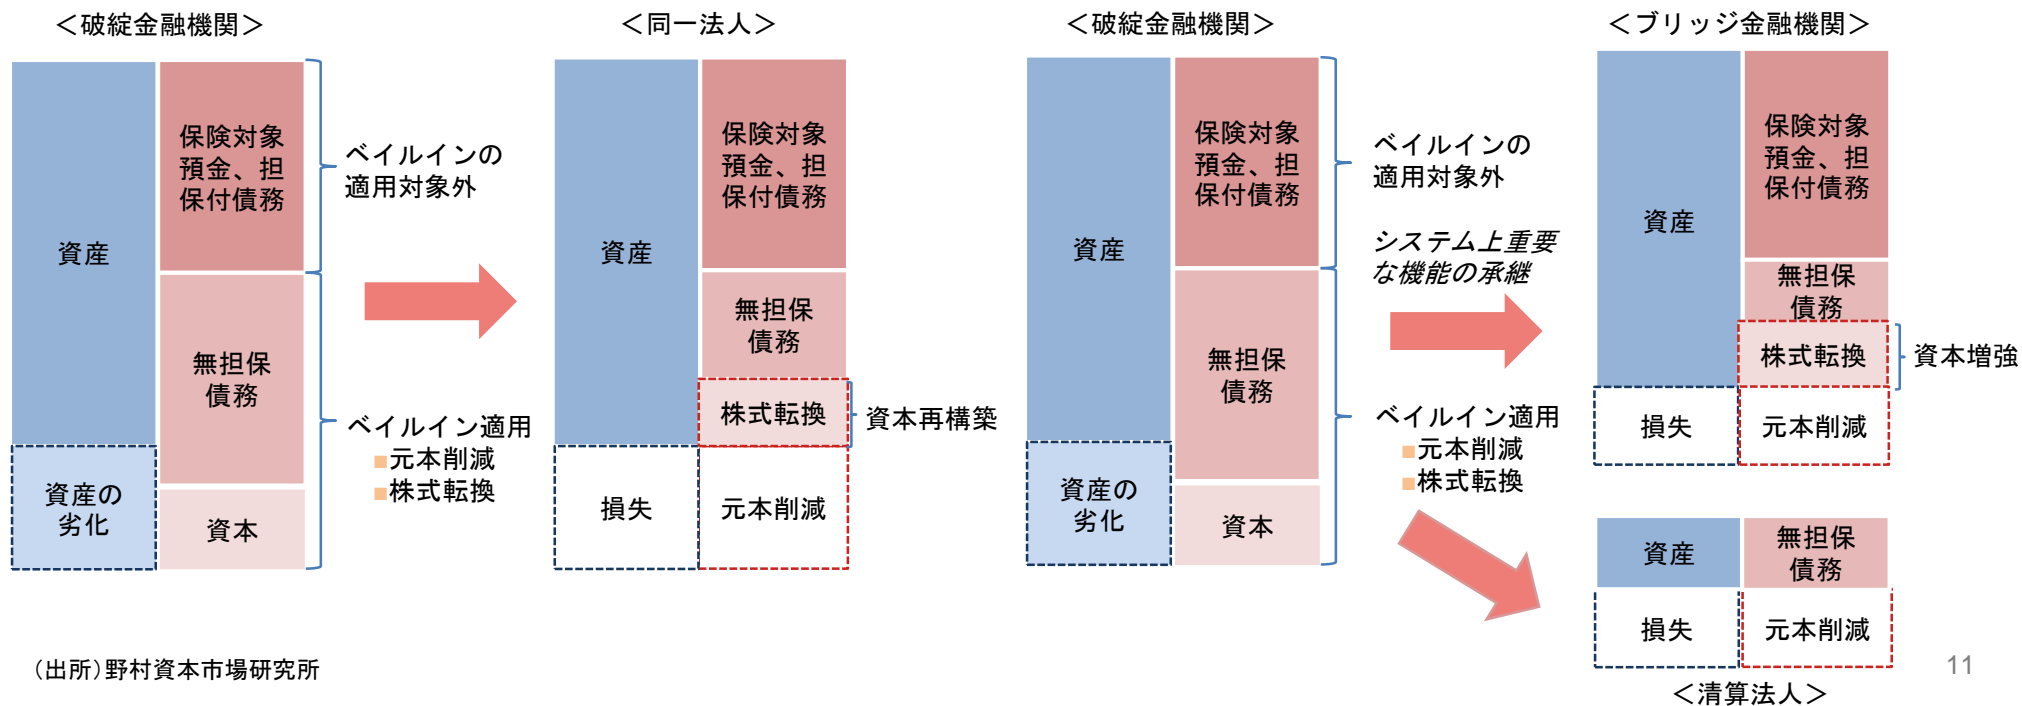 ＜破綻金融機関＞
資産
資産の
劣化
保険対象
預金、担
保付債務
無担保
債務
資本
ベイルインの
適用対象外
ベイルイン適用
■元本削減
■株式転換
＜同一法人＞
資産
損失
保険対象
預金、担
保付債務
無担保
債務
株式転換
元本削減
資本再構築
＜破綻金融機関＞
資産
資産の
劣化
保険対象
預金、担
保付債務
無担保
債務
資本
ベイルインの
適用対象外
システム上重要
な機能の承継
ベイルイン適用
■元本削減
■株式転換
＜ブリッジ金融機関＞
資産
損失
保険対象
預金、担
保付債務
無担保
債務
株式転換
元本削減
資本増強
資産
無担保
債務
損失
元本削減
＜清算法人＞
（出所）野村資本市場研究所
11